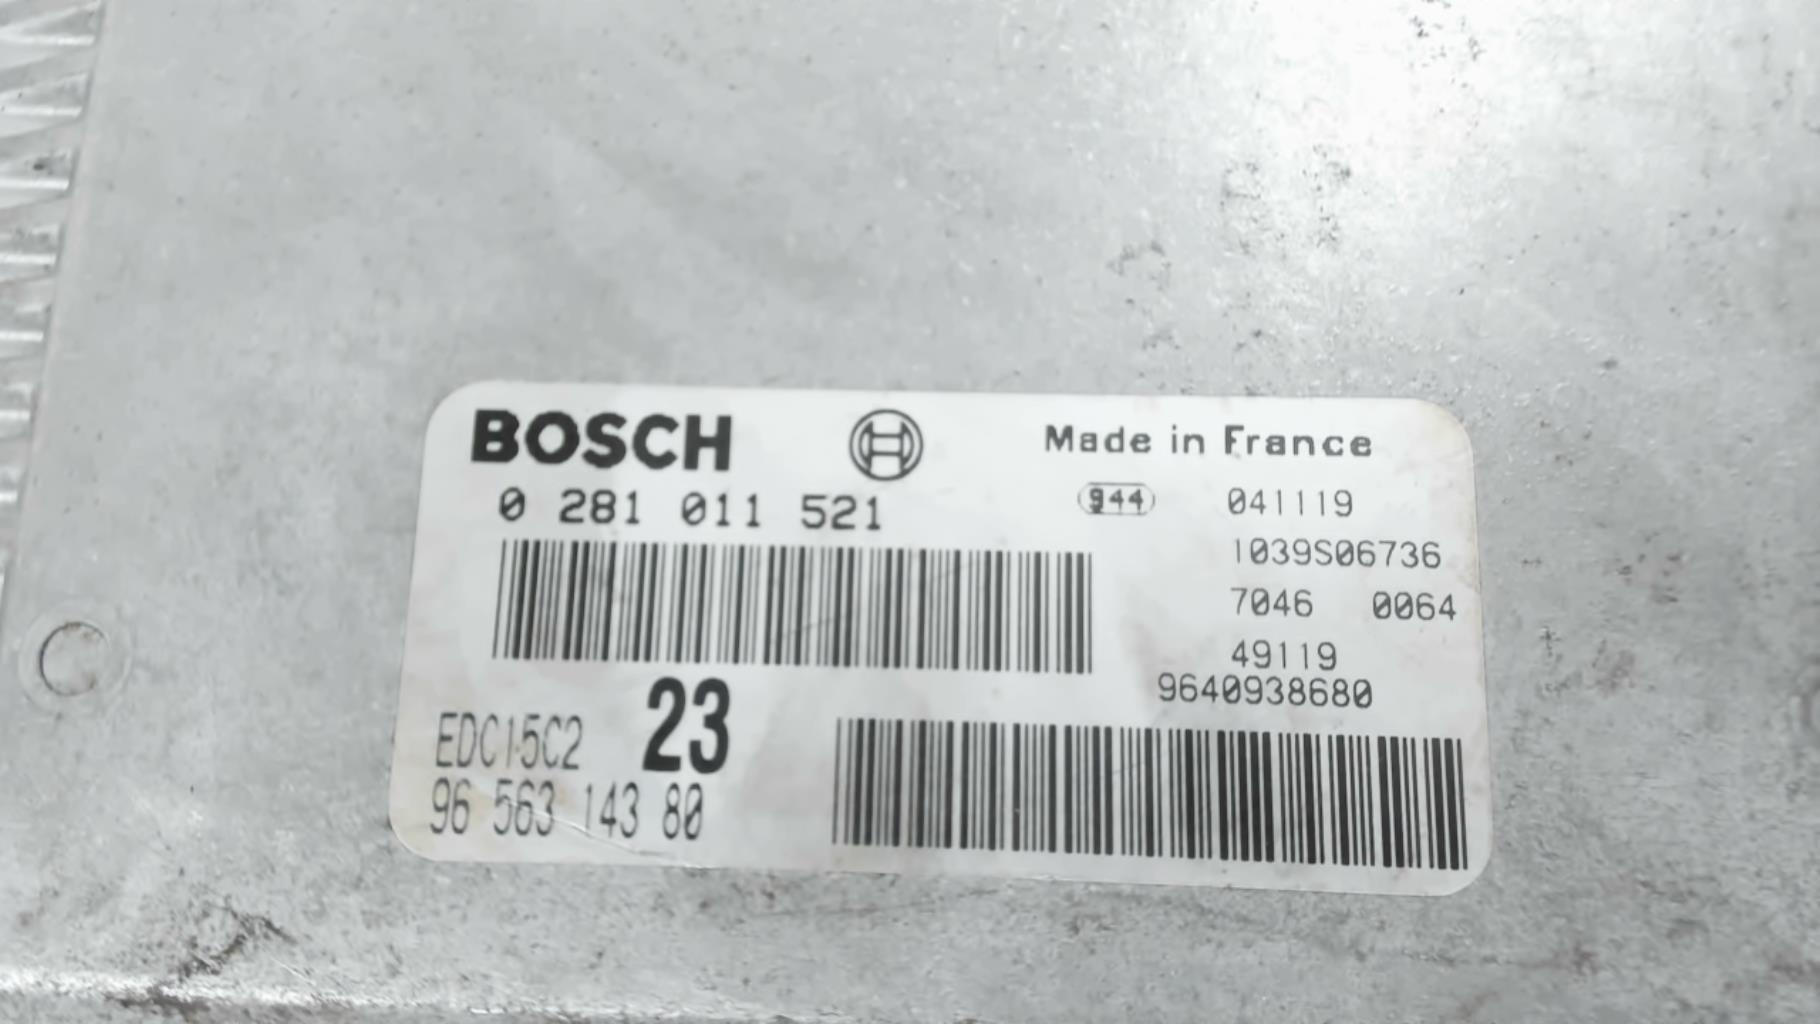 BOSCH
Made in France
0 281 011 521
944 041119
1039S06736
7046 0064
49119
9640938680
EDC15C2 23
96 563 143 80